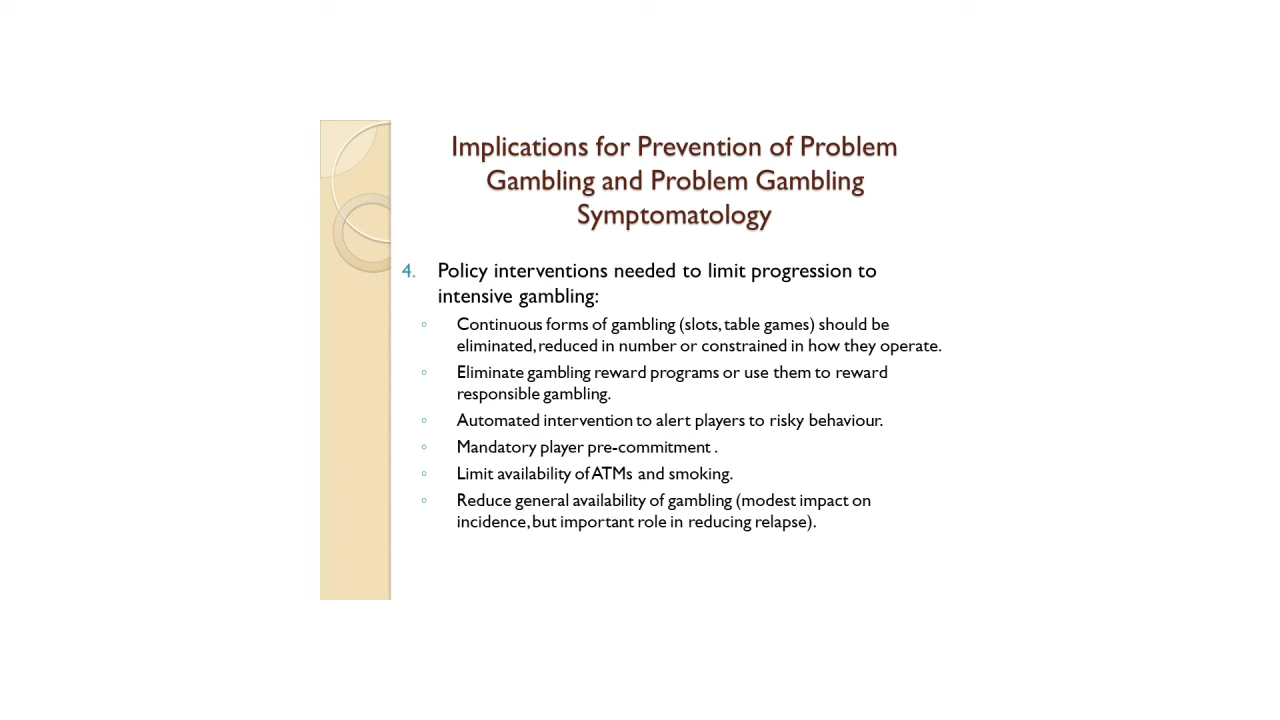 Implications for Prevention of Problem
Gambling and Problem Gambling
Symptomatology
4. Policy interventions needed to limit progression to
intensive gambling:
◦ Continuous forms of gambling (slots, table games) should be
eliminated, reduced in number or constrained in how they operate.
◦ Eliminate gambling reward programs or use them to reward
responsible gambling.
◦ Automated intervention to alert players to risky behaviour.
◦ Mandatory player pre-commitment .
◦ Limit availability of ATMs and smoking.
◦ Reduce general availability of gambling (modest impact on
incidence, but important role in reducing relapse).